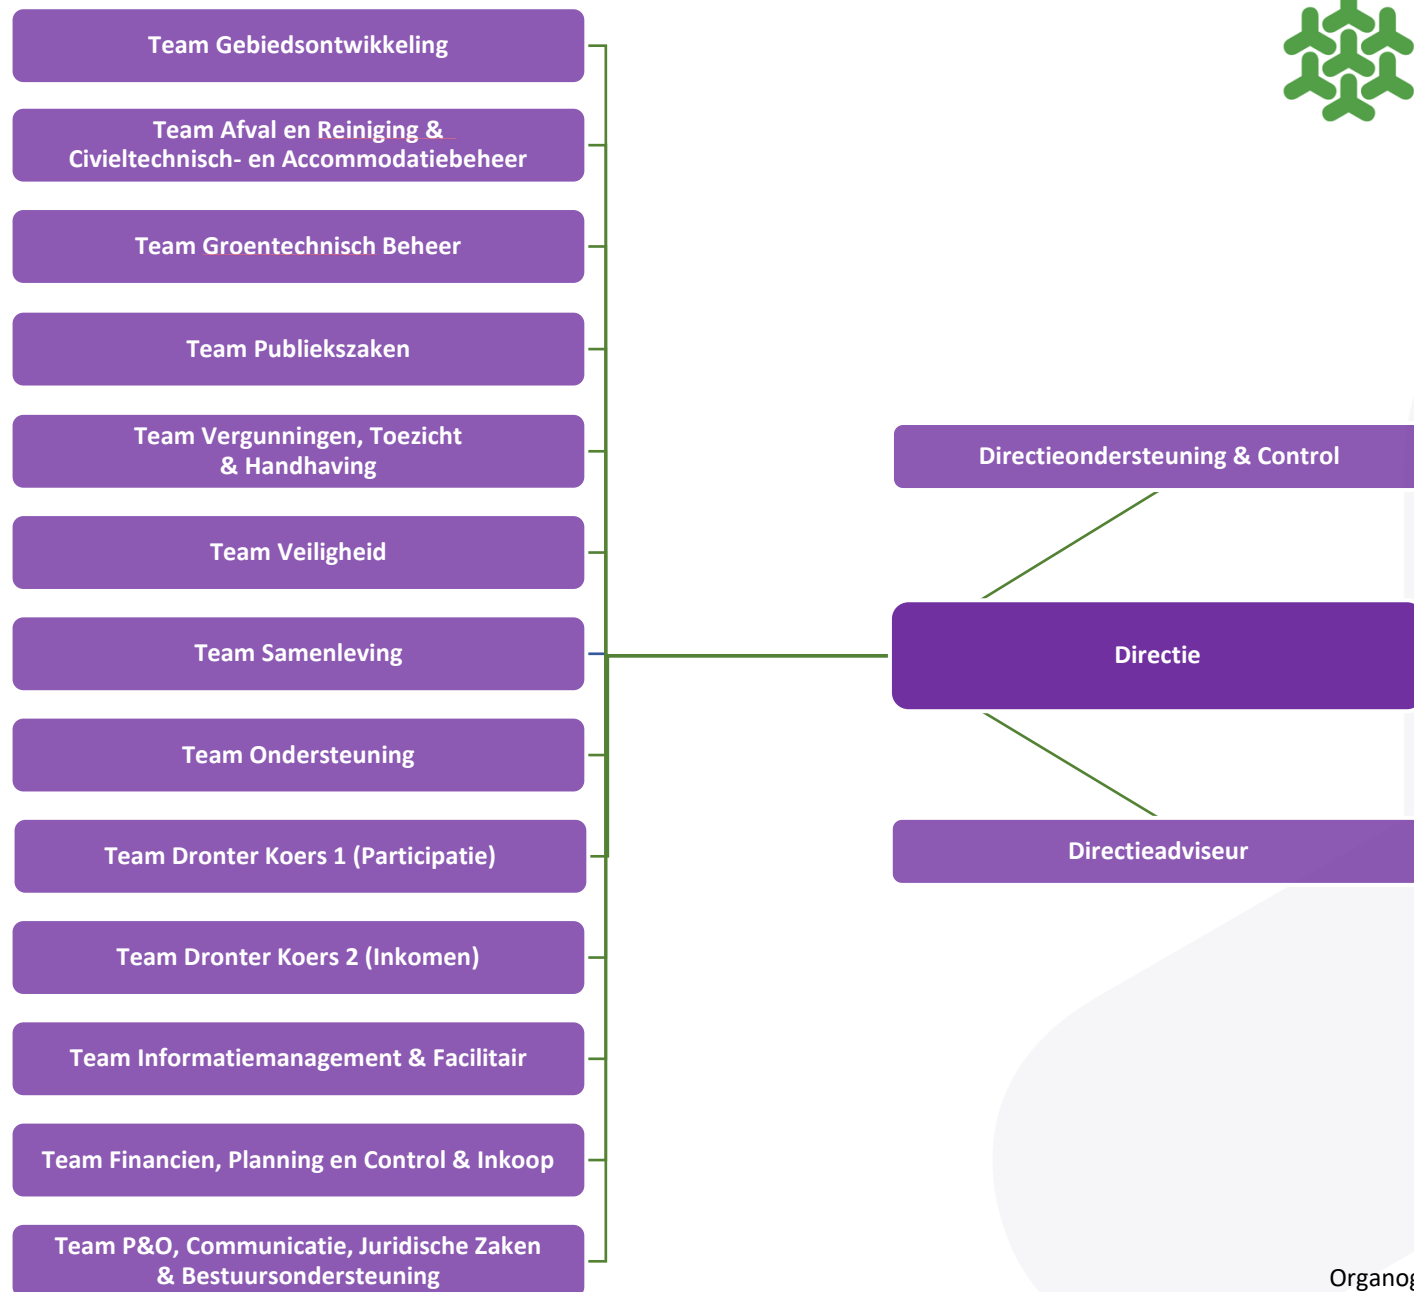 Team Gebiedsontwikkeling
Team Afval en Reiniging &
Civieltechnisch- en Accommodatiebeheer
Team Groentechnisch Beheer
Team Publiekszaken
Team Vergunningen, Toezicht
& Handhaving
Team Veiligheid
Team Samenleving
Team Ondersteuning
Team Dronter Koers 1 (Participatie)
Team Dronter Koers 2 (Inkomen)
Team Informatiemanagement & Facilitair
Team Financien, Planning en Control & Inkoop
Team P&O, Communicatie, Juridische Zaken
& Bestuursondersteuning
Directieondersteuning & Control
Directie
Directieadviseur